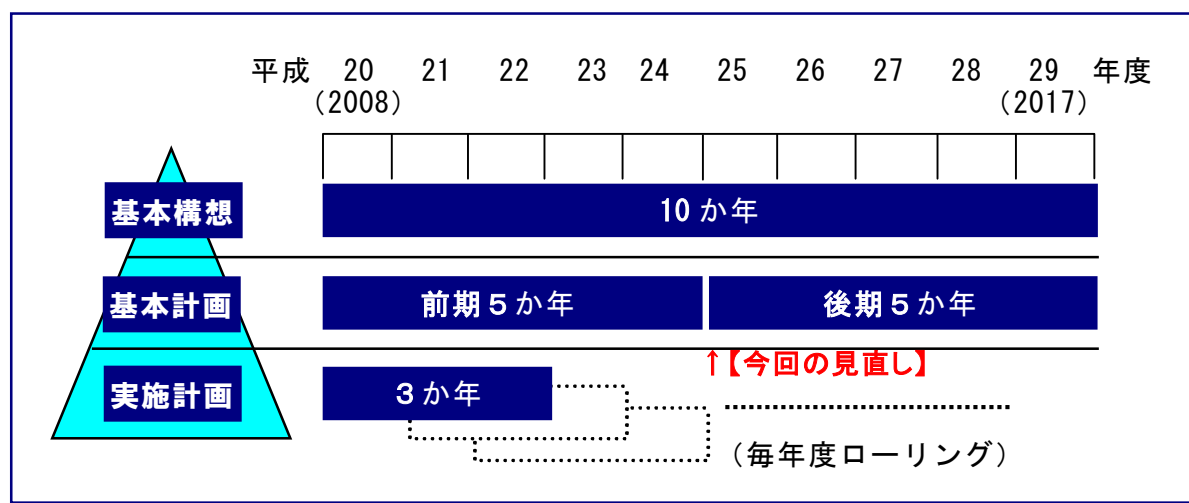 平成 20 21 22 23 24 25 26 27 28 29 年度
（2008） （2017）
基本構想 10か年
基本計画 前期５か年 後期５か年
↑【今回の見直し】
実施計画 ３か年
（毎年度ローリング）